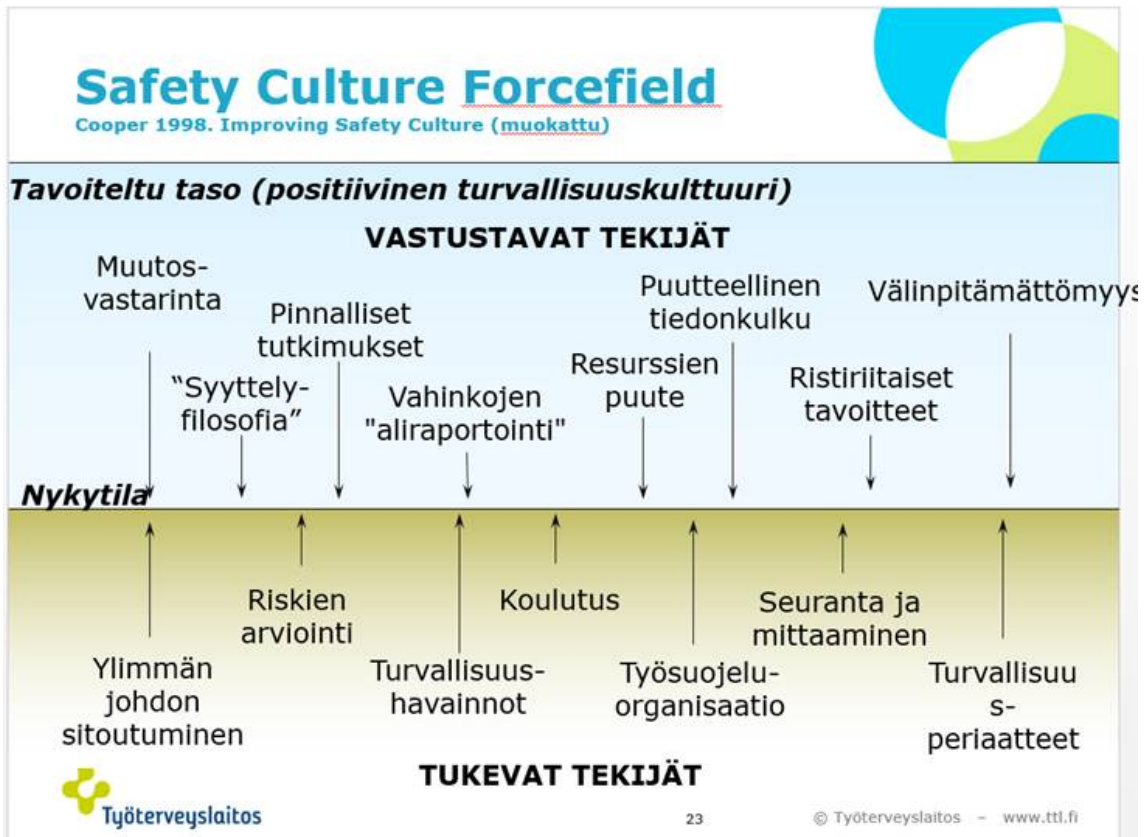 Safety Culture Forcefield
Cooper 1998. Improving Safety Culture (muokattu)
Tavoiteltu taso (positiivinen turvallisuuskulttuuri)
VASTUSTAVAT TEKIJÄT
Muutos-
vastarinta
"Syyttely-
filosofia”
Pinnalliset
tutkimukset
Vahinkojen
"aliraportointi"
Resurssien
puute
Puutteellinen
tiedonkulku
Ristiriitaiset
tavoitteet
Välinpitämättömyys
Nykytila
Ylimmän
johdon
sitoutuminen
Riskien
arviointi
Turvallisuus-
havainnot
Koulutus
Työsuojelu-
organisaatio
Seuranta ja
mittaaminen
Turvallisuu
s-
periaatteet
TUKEVAT TEKIJÄT
Työterveyslaitos
23
© Työterveyslaitos – www.ttl.fi